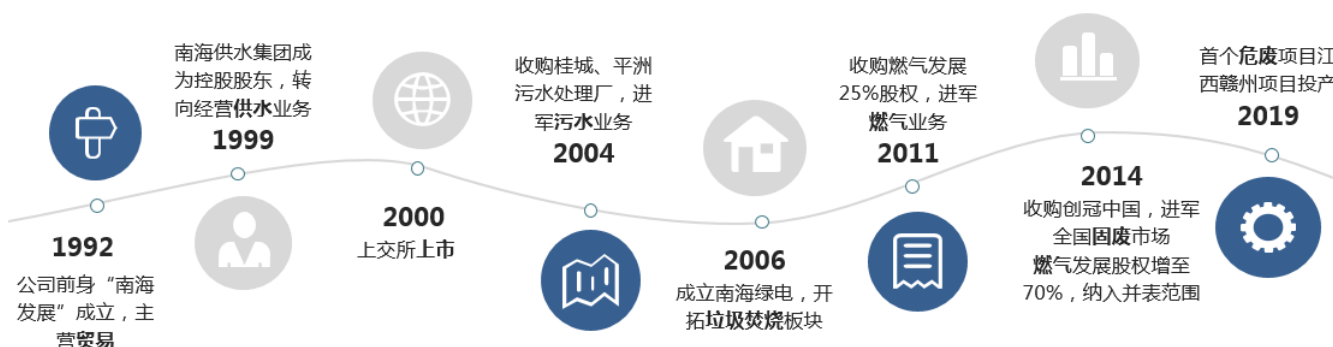 1992
公司前身“南海
发展”成立，主
营贸易
南海供水集团成
为控股股东，转
向经营供水业务
1999
2000
上交所上市
收购桂城、平洲
污水处理厂，进
军污水业务
2004
2006
成立南海绿电，开
拓垃圾焚烧板块
收购燃气发展
25%股权，进军
燃气业务
2011
2014
收购创冠中国，进军
全国固废市场
燃气发展股权增至
70%，纳入并表范围
首个危废项目江
西赣州项目投产
2019